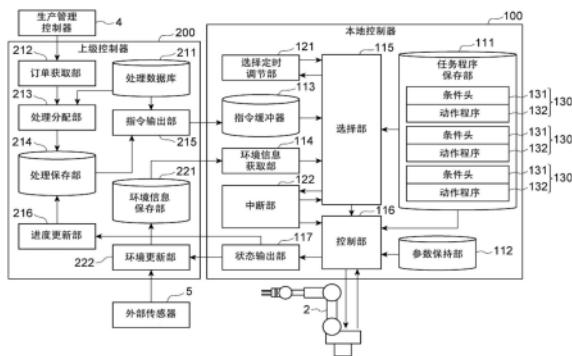 生产管理
控制器
4
200
上级控制器
212
订单获取部
211
处理数据库
213
处理分配部
指令输出部
215
214
处理保存部
221
环境信息
保存部
216
进度更新部
222
环境更新部
5
外部传感器
100
本地控制器
121
选择定时
调节部
113
指令缓冲器
114
环境信息
获取部
122
中断部
117
状态输出部
115
选择部
116
控制部
111
任务程序
保存部
条件头
131
动作程序
132
130
条件头
131
动作程序
132
130
条件头
131
动作程序
132
130
参数保持部
112
2